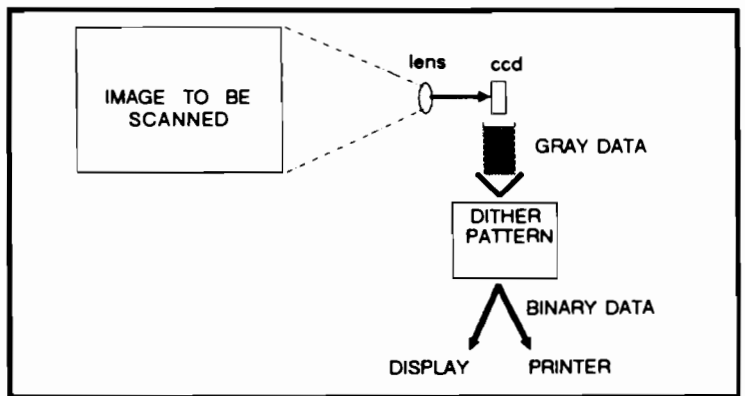 lens
ccd
IMAGE TO BE
SCANNED
GRAY DATA
DITHER
PATTERN
BINARY DATA
DISPLAY
PRINTER